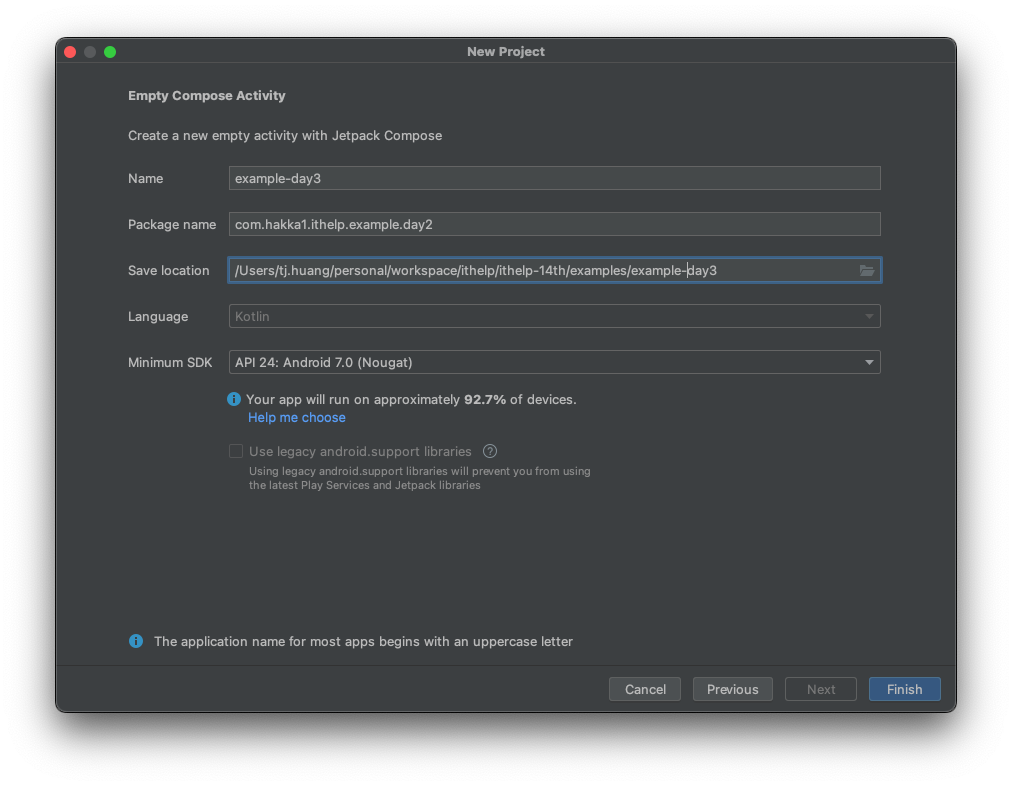 New Project
Empty Compose Activity
Create a new empty activity with Jetpack Compose
Name example-day3
Package name com.hakka1.ithelp.example.day2
Save location /Users/tj.huang/personal/workspace/ithelp/ithelp-14th/examples/example-day3
Language Kotlin
Minimum SDK API 24: Android 7.0 (Nougat)
Your app will run on approximately 92.7% of devices.
Help me choose
Use legacy android.support libraries ?
Using legacy android.support libraries will prevent you from using
the latest Play Services and Jetpack libraries
The application name for most apps begins with an uppercase letter
Cancel Previous Next Finish